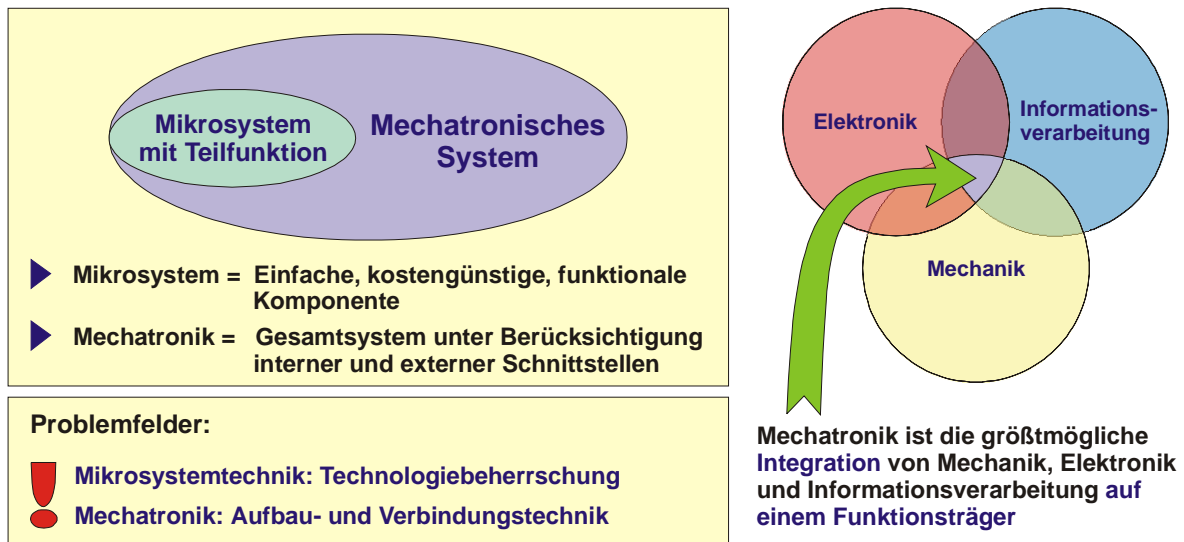 Mikrosystem
mit Teilfunktion
Mechatronisches
System
Mikrosystem = Einfache, kostengünstige, funktionale
Komponente
Mechatronik = Gesamtsystem unter Berücksichtigung
interner und externer Schnittstellen
Problemfelder:
Mikrosystemtechnik: Technologiebeherrschung
Mechatronik: Aufbau- und Verbindungstechnik
Elektronik
Informations-
verarbeitung
Mechanik
Mechatronik ist die größtmögliche
Integration von Mechanik, Elektronik
und Informationsverarbeitung auf
einem Funktionsträger